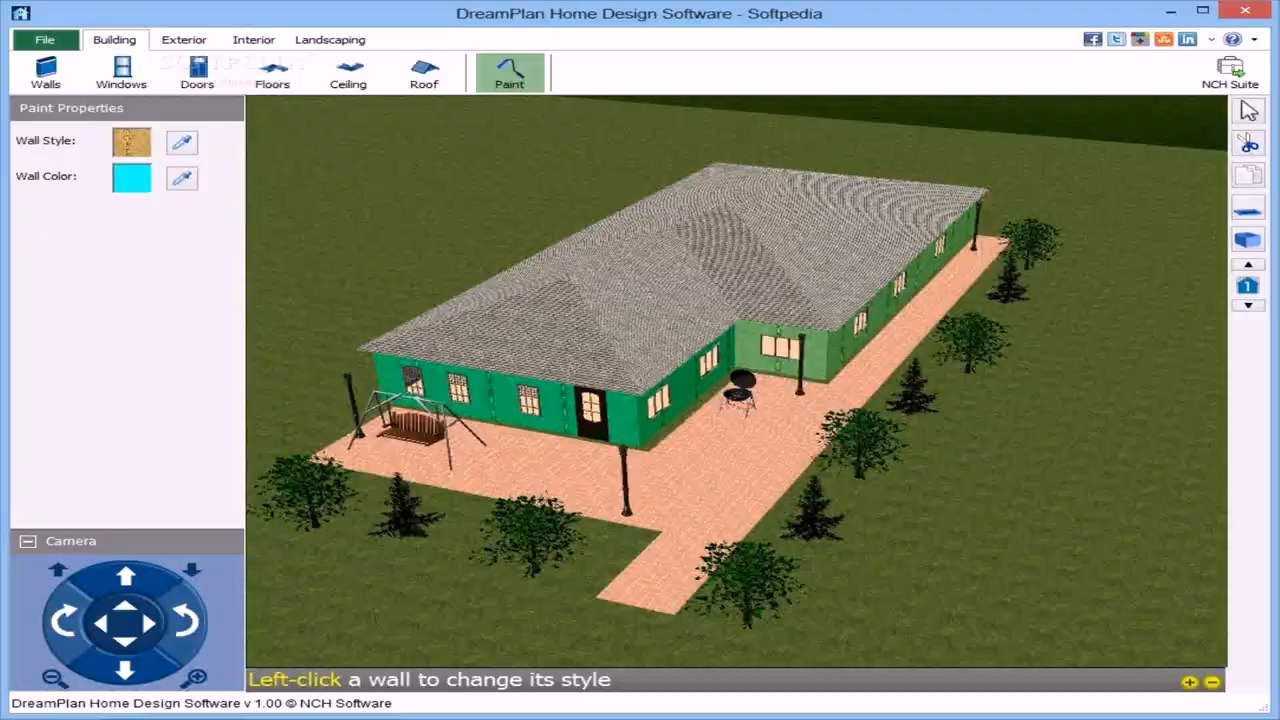 DreamPlan Home Design Software - Softpedia
File Building Exterior Interior Landscaping
Walls Windows Doors Floors Ceiling Roof Paint NCH Suite
Paint Properties
Wall Style:
Wall Color:
1
Camera
Left-click a wall to change its style
DreamPlan Home Design Software v 1.00 © NCH Software